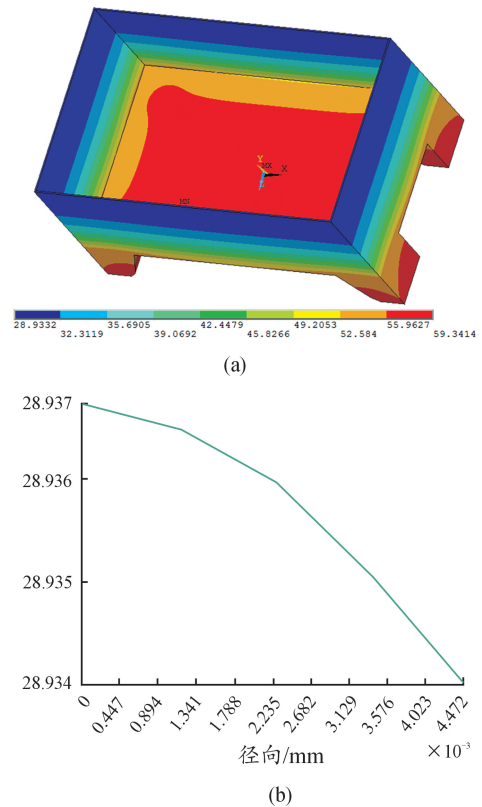 Y
MX
X
Z
MX
28.9332 35.6905 42.4479 49.2053 55.9627
32.3119 39.0692 45.8266 52.584 59.3414
(a)
28.937
28.936
28.935
28.934
0 0.447 0.894 1.341 1.788 2.235 2.682 3.129 3.576 4.023 4.472
径向/mm ×10⁻³
(b)